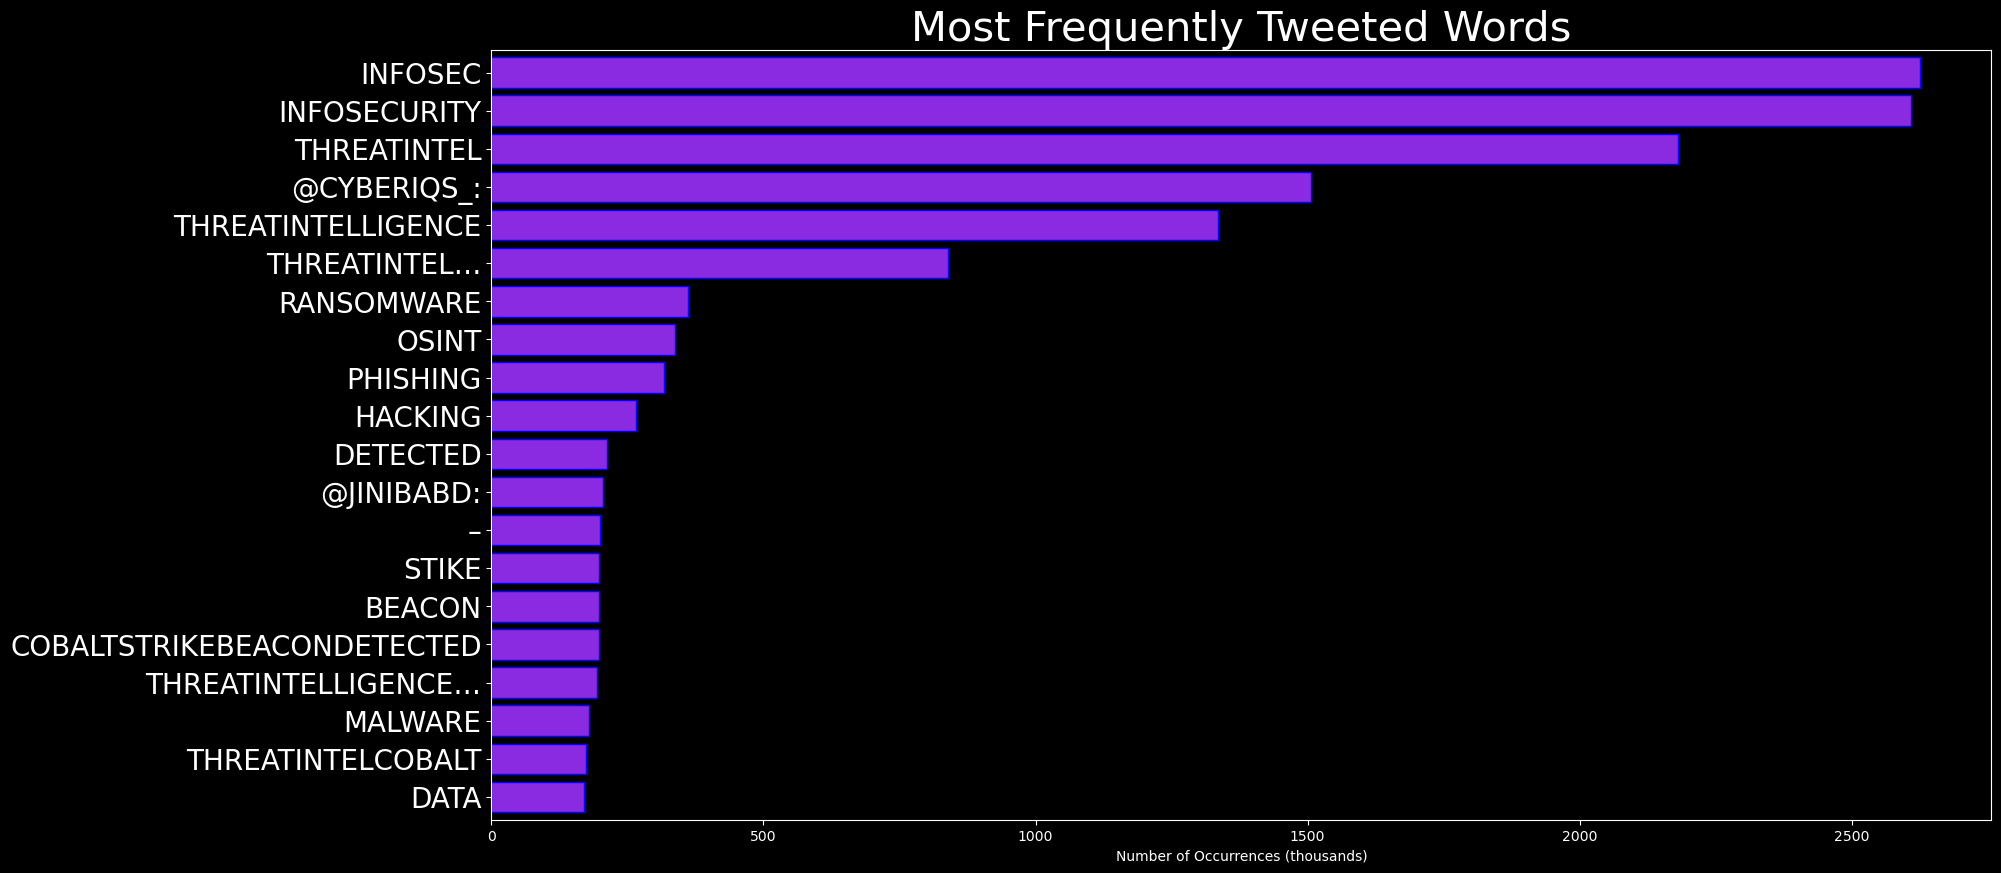 Most Frequently Tweeted Words
INFOSEC
INFOSECURITY
THREATINTEL
@CYBERIQS_:
THREATINTELLIGENCE
THREATINTEL…
RANSOMWARE
OSINT
PHISHING
HACKING
DETECTED
@JINIBABD:
–
STIKE
BEACON
COBALTSTRIKEBEACONDETECTED
THREATINTELLIGENCE…
MALWARE
THREATINTELCOBALT
DATA
0 500 1000 1500 2000 2500
Number of Occurrences (thousands)